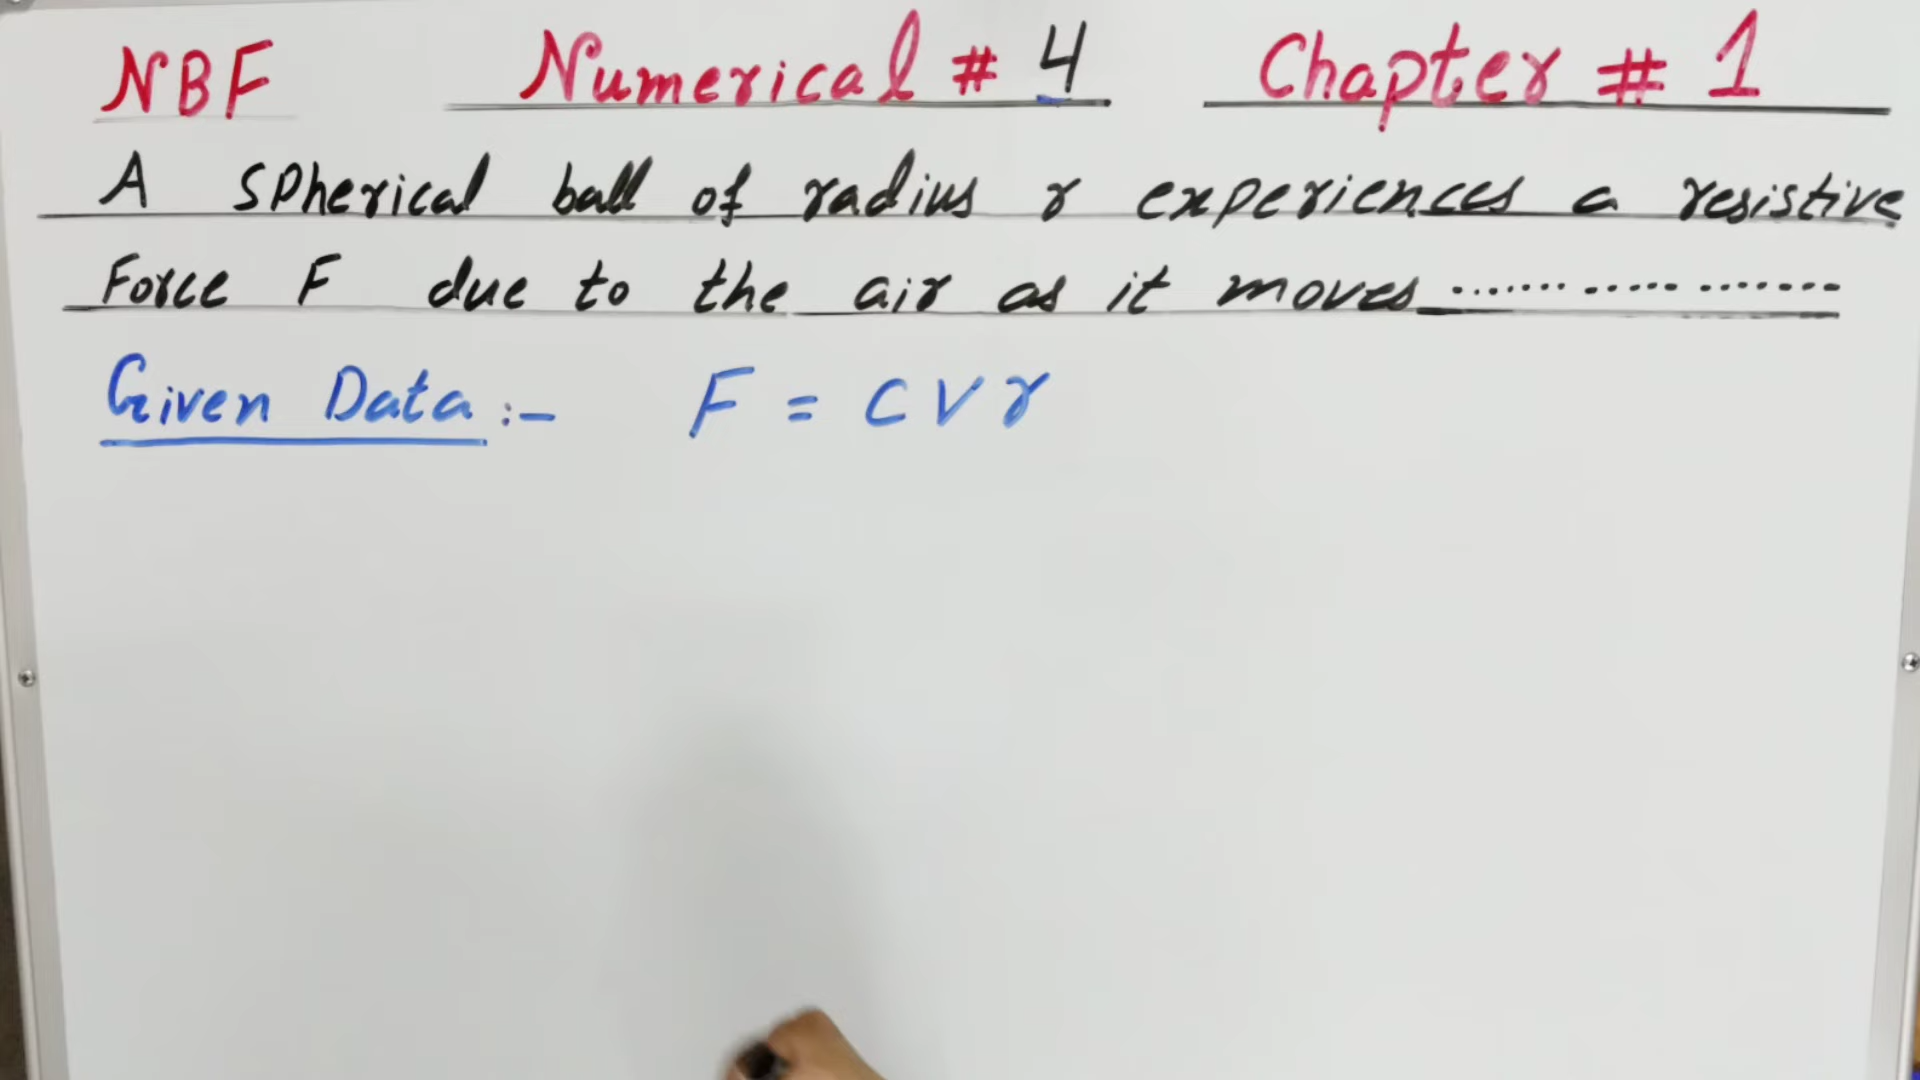 NBF Numerical # 4 Chapter # 1
A spherical ball of radius r experiences a resistive
Force F due to the air as it moves ........ ...... ........
Given Data :- F = C V r